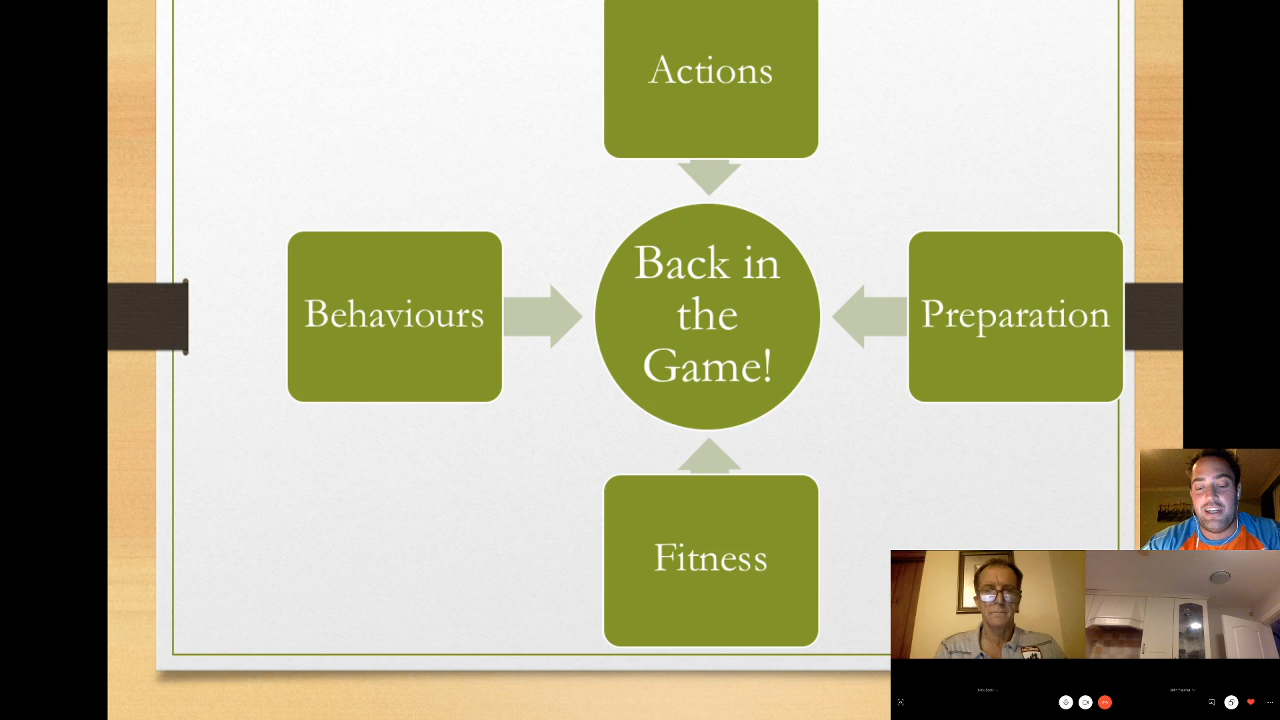 Actions
Behaviours
Back in
the
Game!
Preparation
Fitness